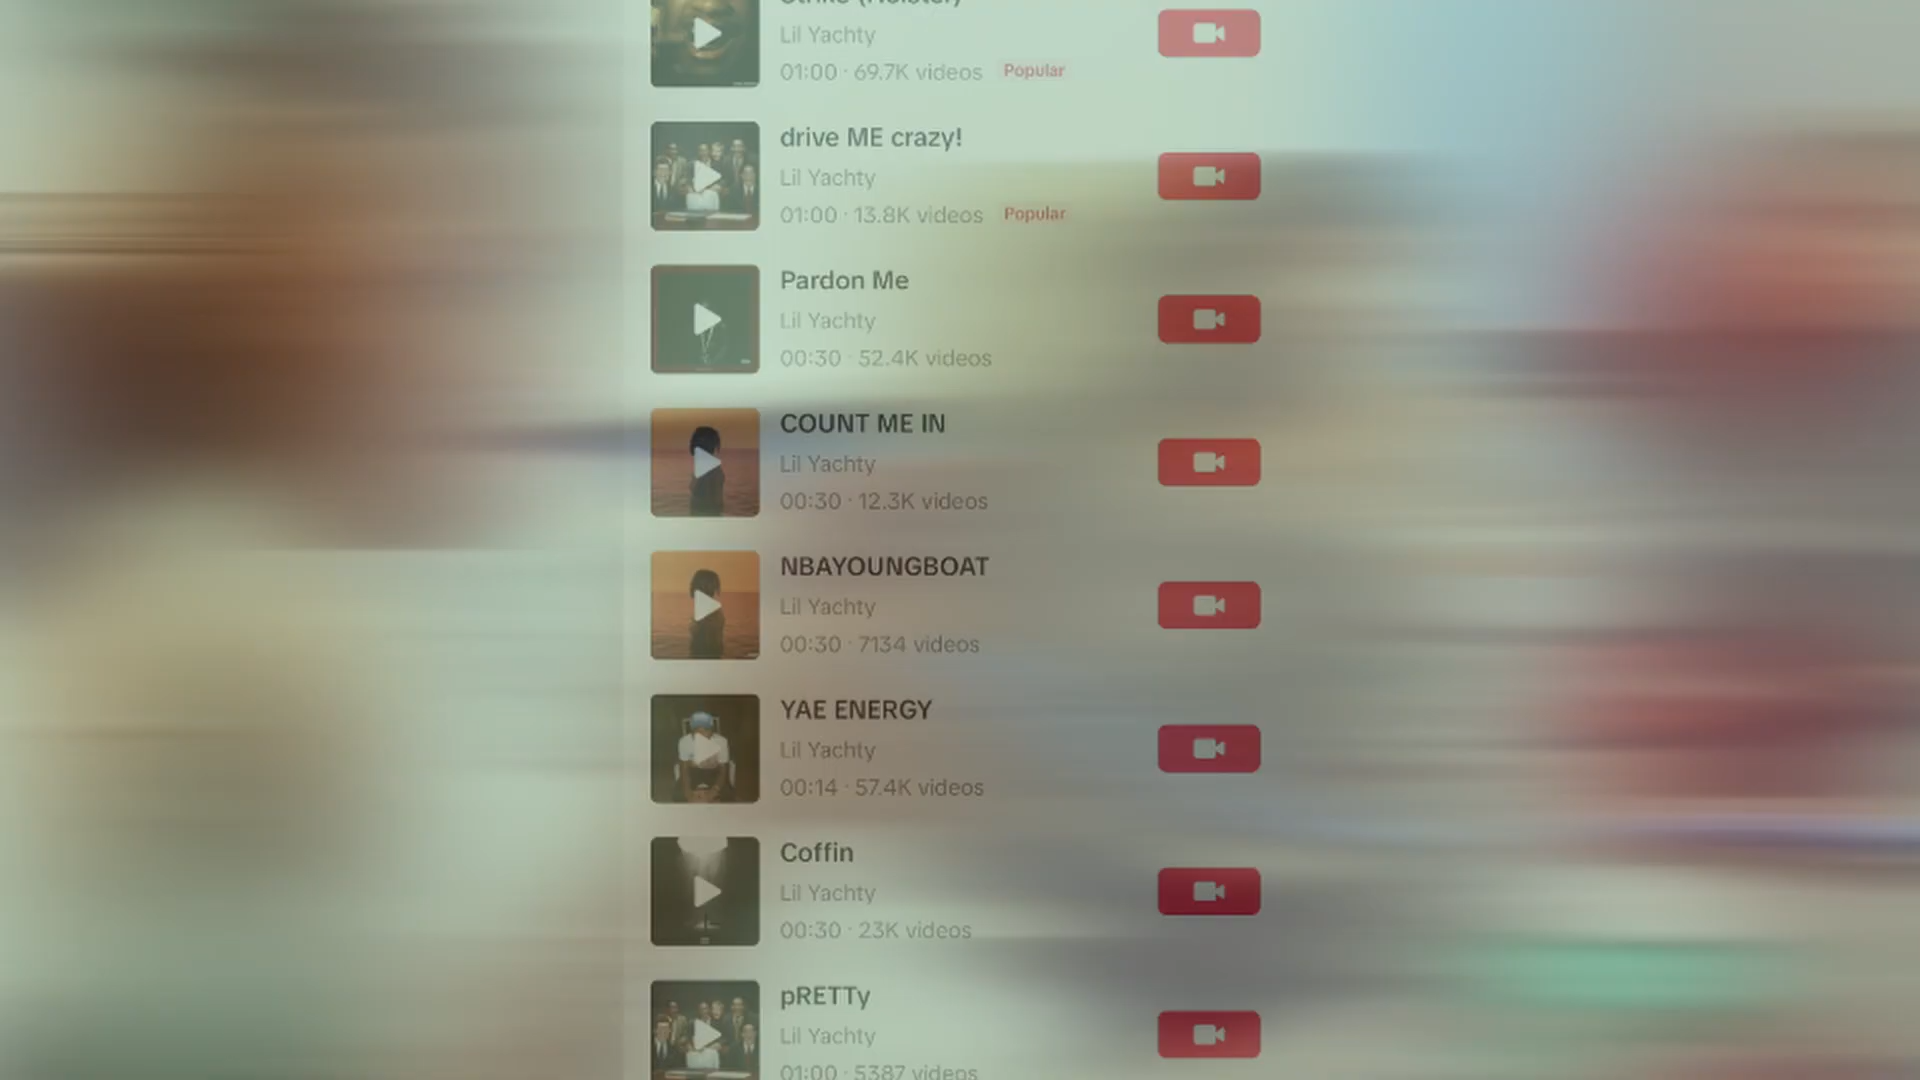 Strike (Holster)
Lil Yachty
01:00 · 69.7K videos Popular
drive ME crazy!
Lil Yachty
01:00 · 13.8K videos Popular
Pardon Me
Lil Yachty
00:30 · 52.4K videos
COUNT ME IN
Lil Yachty
00:30 · 12.3K videos
NBAYOUNGBOAT
Lil Yachty
00:30 · 7134 videos
YAE ENERGY
Lil Yachty
00:14 · 57.4K videos
Coffin
Lil Yachty
00:30 · 23K videos
pRETTy
Lil Yachty
01:00 · 5387 videos